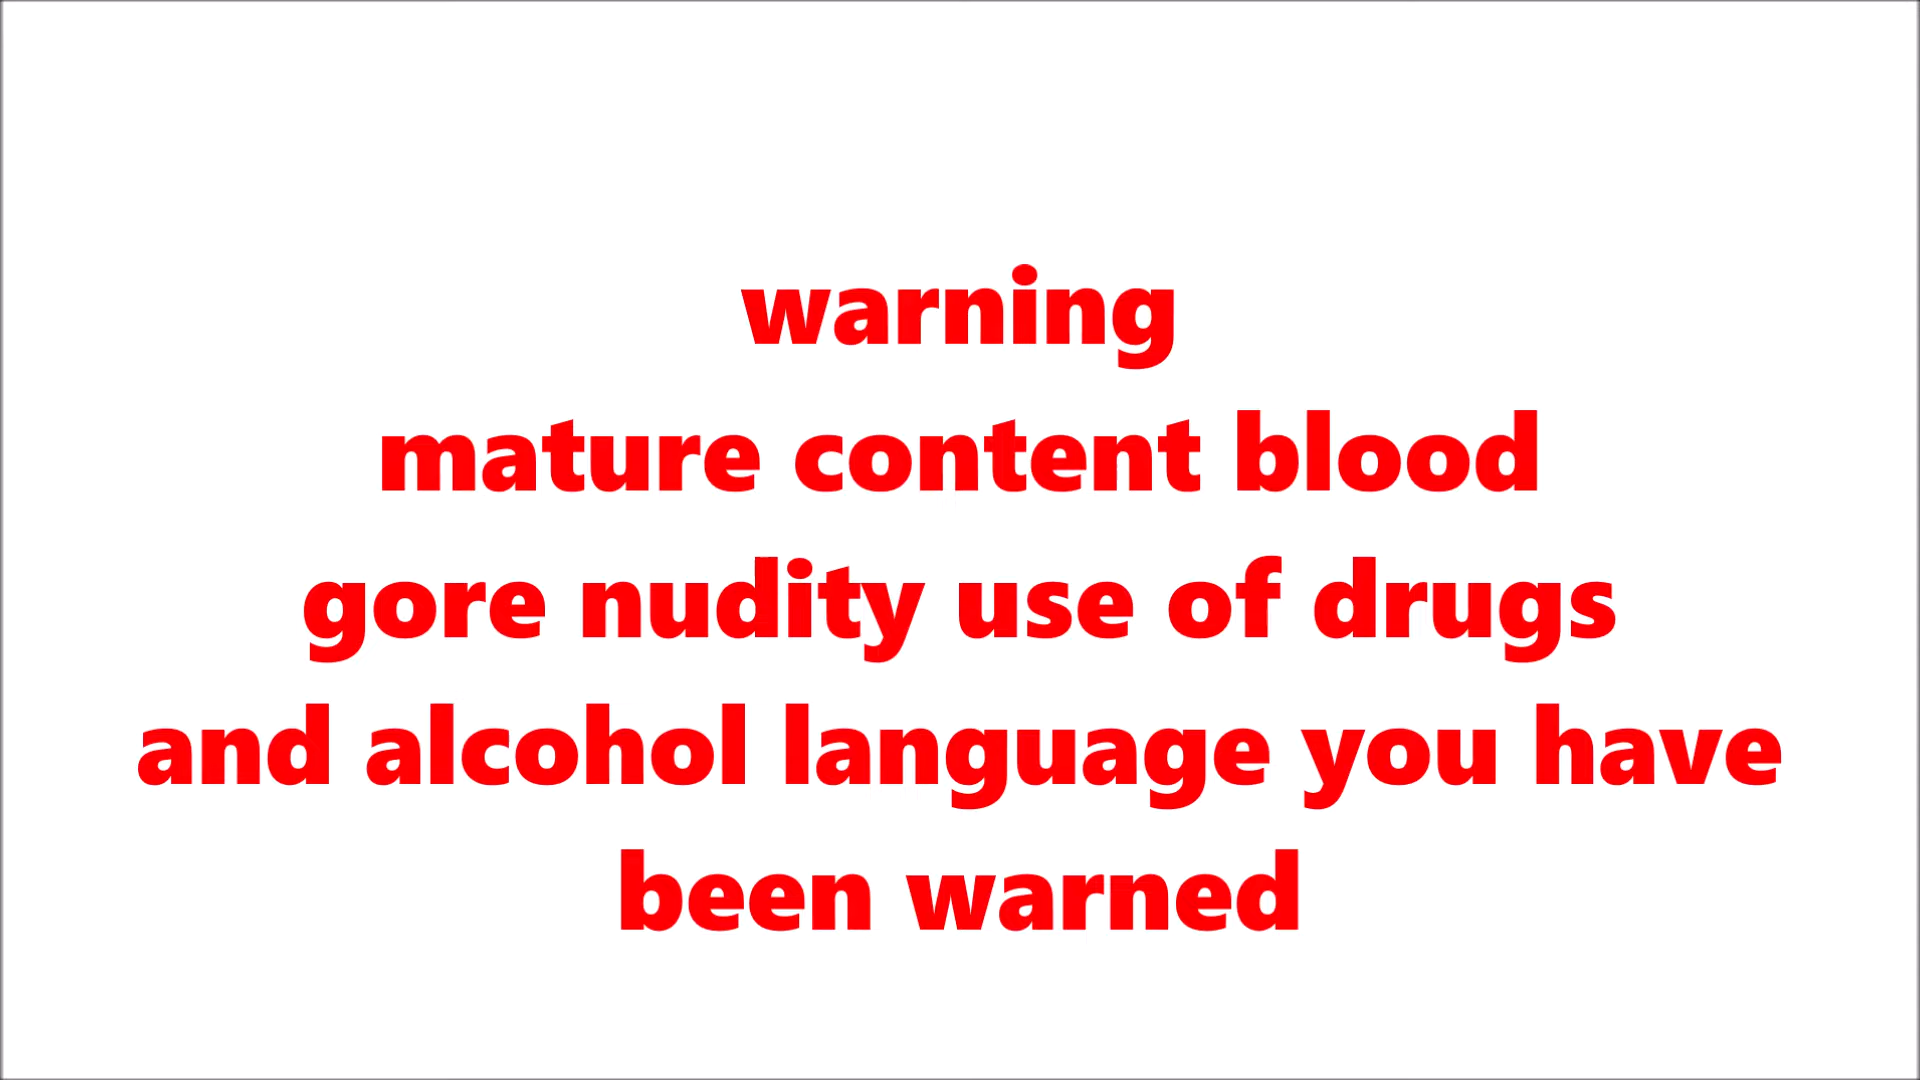 warning
mature content blood
gore nudity use of drugs
and alcohol language you have
been warned